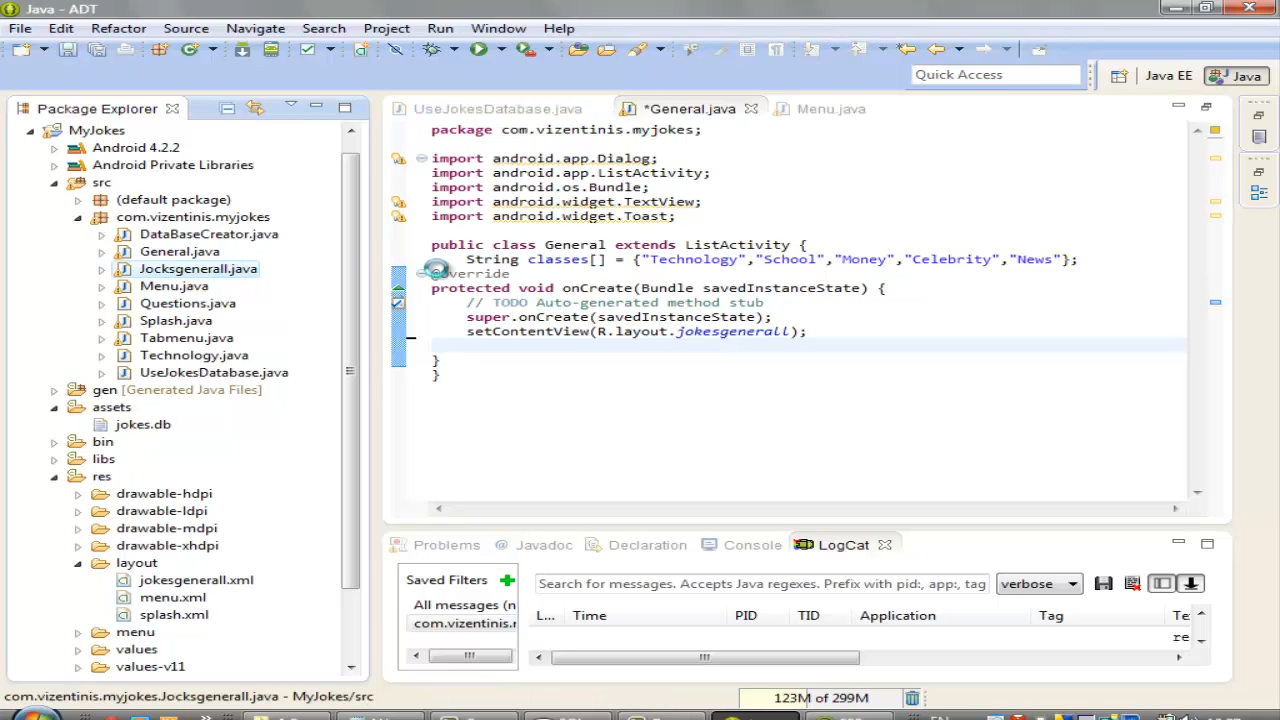 Java - ADT
File Edit Refactor Source Navigate Search Project Run Window Help
Quick Access Java EE Java
Package Explorer
MyJokes
Android 4.2.2
Android Private Libraries
src
(default package)
com.vizentinis.myjokes
DataBaseCreator.java
General.java
Jocksgenerall.java
Menu.java
Questions.java
Splash.java
Tabmenu.java
Technology.java
UseJokesDatabase.java
gen [Generated Java Files]
assets
jokes.db
bin
libs
res
drawable-hdpi
drawable-ldpi
drawable-mdpi
drawable-xhdpi
layout
jokesgenerall.xml
menu.xml
splash.xml
menu
values
values-v11
UseJokesDatabase.java *General.java Menu.java
package com.vizentinis.myjokes;
import android.app.Dialog;
import android.app.ListActivity;
import android.os.Bundle;
import android.widget.TextView;
import android.widget.Toast;
public class General extends ListActivity {
String classes[] = {"Technology","School","Money","Celebrity","News"};
verride
protected void onCreate(Bundle savedInstanceState) {
// TODO Auto-generated method stub
super.onCreate(savedInstanceState);
setContentView(R.layout.jokesgenerall);
}
}
Problems @ Javadoc Declaration Console LogCat
Saved Filters
All messages (n
com.vizentinis.r
Search for messages. Accepts Java regexes. Prefix with pid:, app:, tag verbose
L... Time PID TID Application Tag Te
re
com.vizentinis.myjokes.Jocksgenerall.java - MyJokes/src
123M of 299M